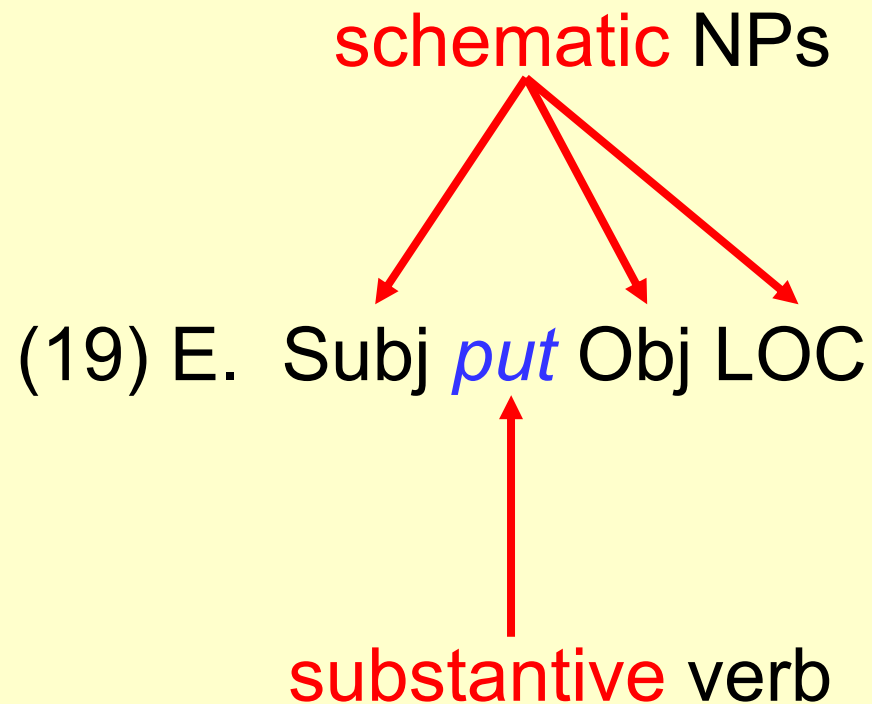 schematic NPs
(19) E. Subj put Obj LOC
substantive verb